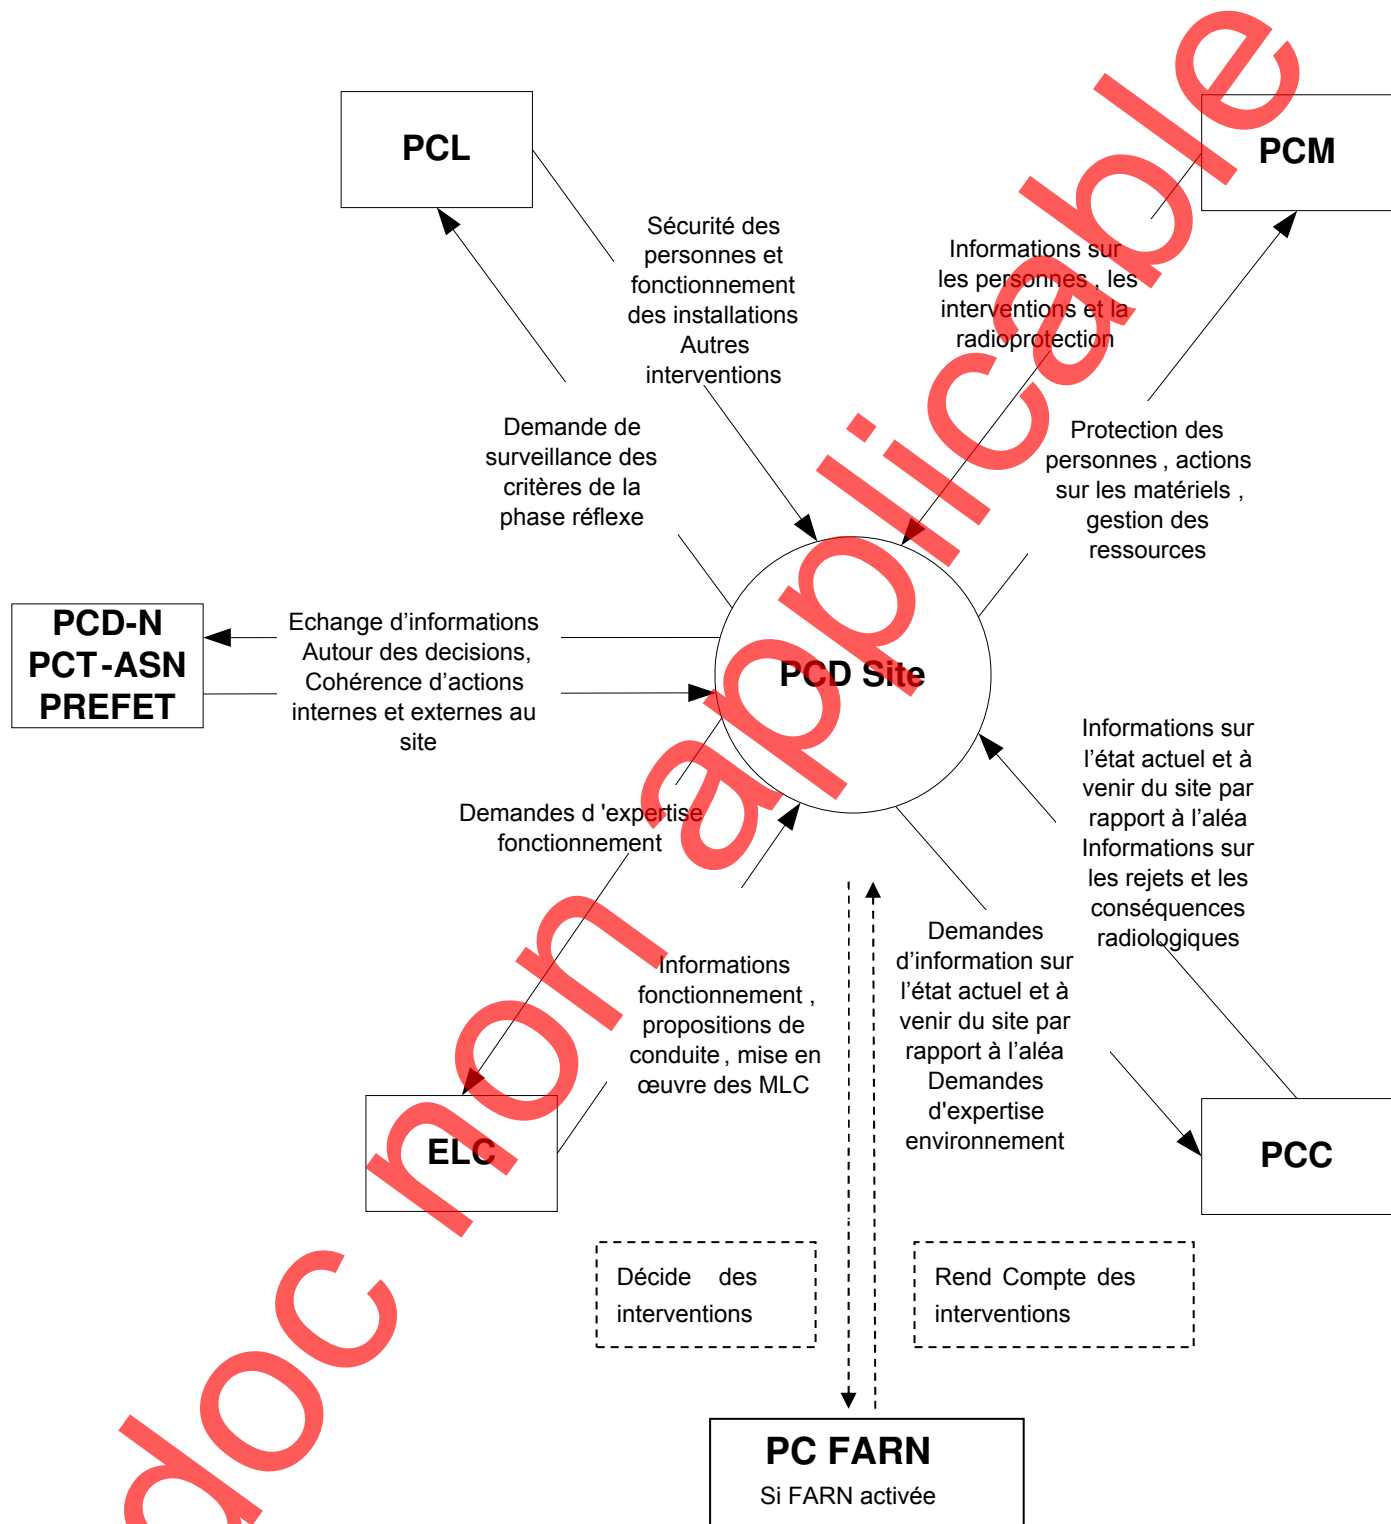 PCL
PCM
Sécurité des
personnes et
fonctionnement
des installations
Autres
interventions
Informations sur
les personnes , les
interventions et la
radioprotection
Demande de
surveillance des
critères de la
phase réflexe
Protection des
personnes , actions
sur les matériels ,
gestion des
ressources
PCD-N
PCT-ASN
PREFET
Echange d’informations
Autour des decisions,
Cohérence d’actions
internes et externes au
site
PCD Site
Informations sur
l’état actuel et à
venir du site par
rapport à l’aléa
Informations sur
les rejets et les
conséquences
radiologiques
Demandes d 'expertise
fonctionnement
Informations
fonctionnement ,
propositions de
conduite , mise en
œuvre des MLC
Demandes
d’information sur
l’état actuel et à
venir du site par
rapport à l’aléa
Demandes
d'expertise
environnement
ELC
PCC
Décide des
interventions
Rend Compte des
interventions
PC FARN
Si FARN activée
doc non applicable